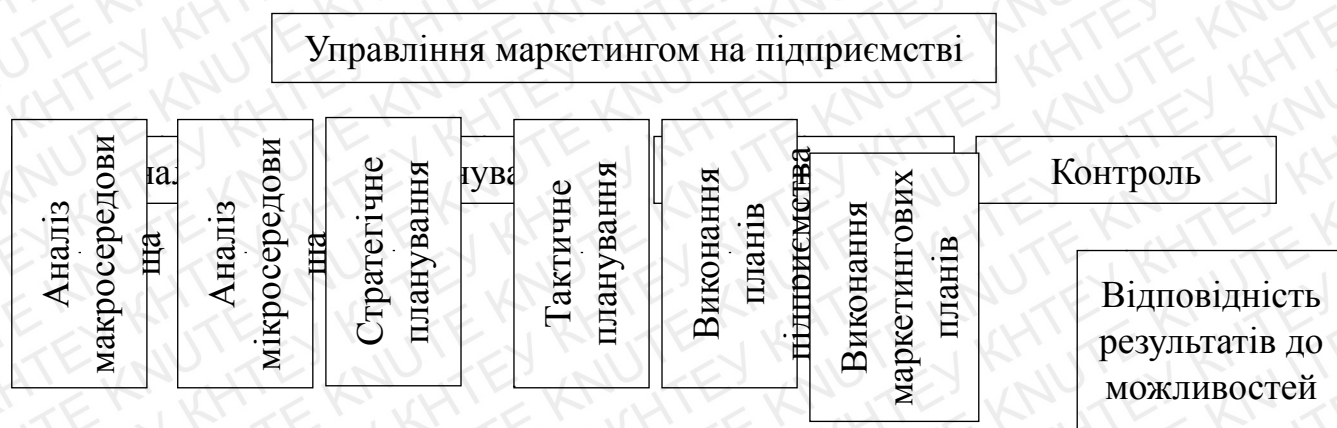 Управління маркетингом на підприємстві
Контроль
Аналіз
макросередови
ща
Аналіз
мікросередови
ща
Стратегічне
планування
Тактичне
планування
Виконання
планів
підприємства
Виконання
маркетингових
планів
Відповідність
результатів до
можливостей